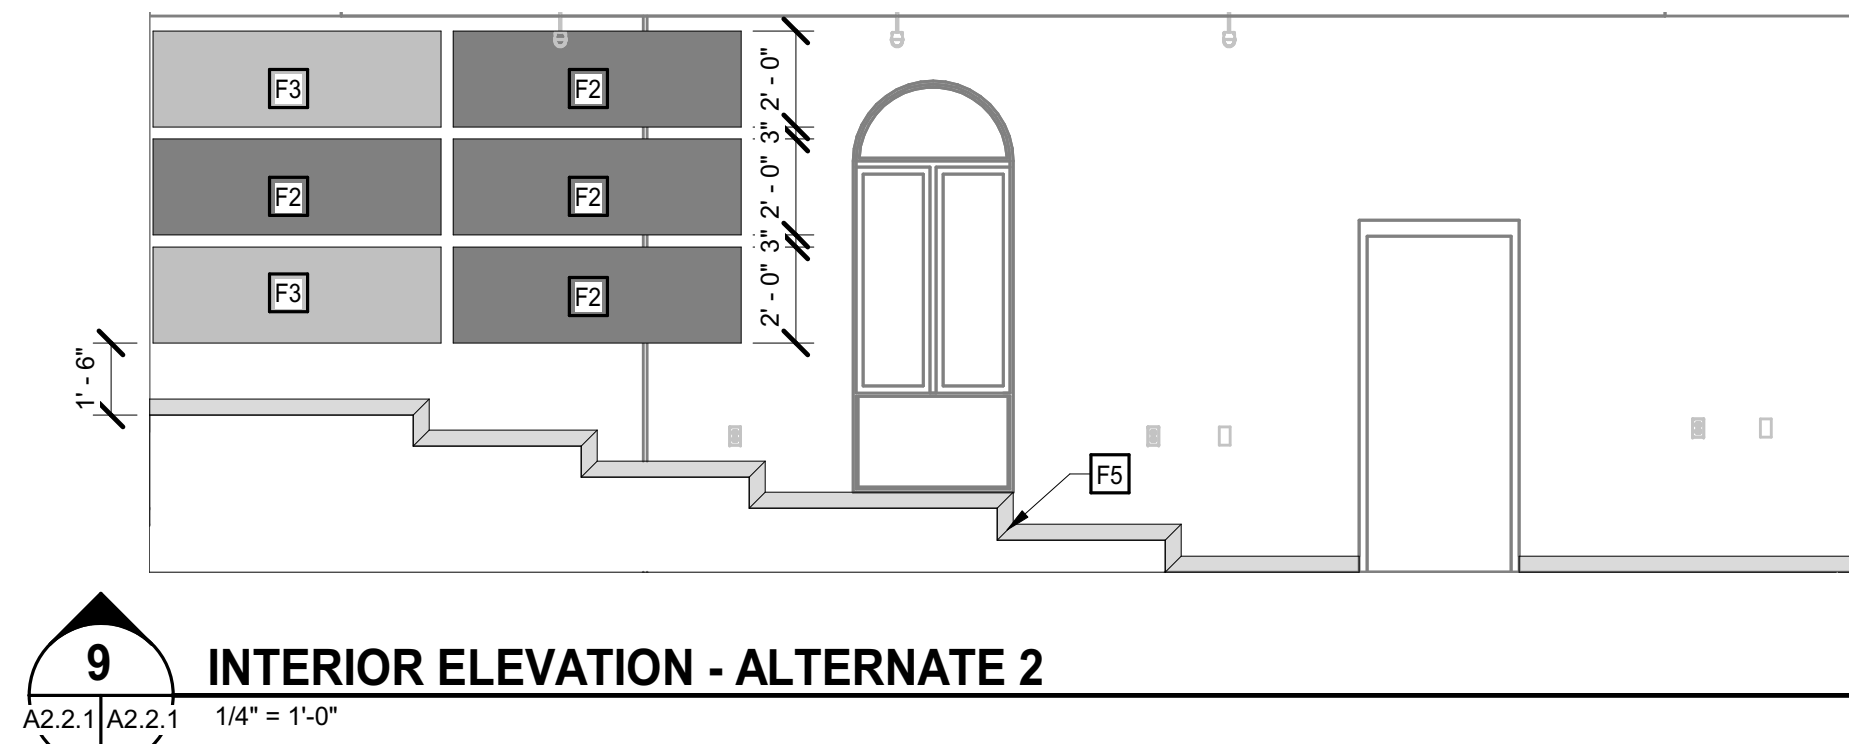 F3
F2
2' - 0"
3"
F2
F2
2' - 0"
3"
F3
F2
2' - 0"
1' - 6"
F5
9
INTERIOR ELEVATION - ALTERNATE 2
A2.2.1 A2.2.1
1/4" = 1'-0"